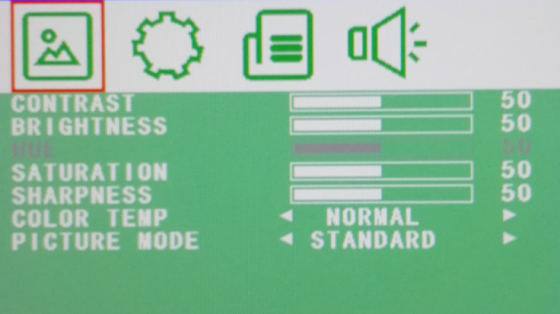 CONTRAST 50
BRIGHTNESS 50
HUE 50
SATURATION 50
SHARPNESS 50
COLOR TEMP NORMAL
PICTURE MODE STANDARD